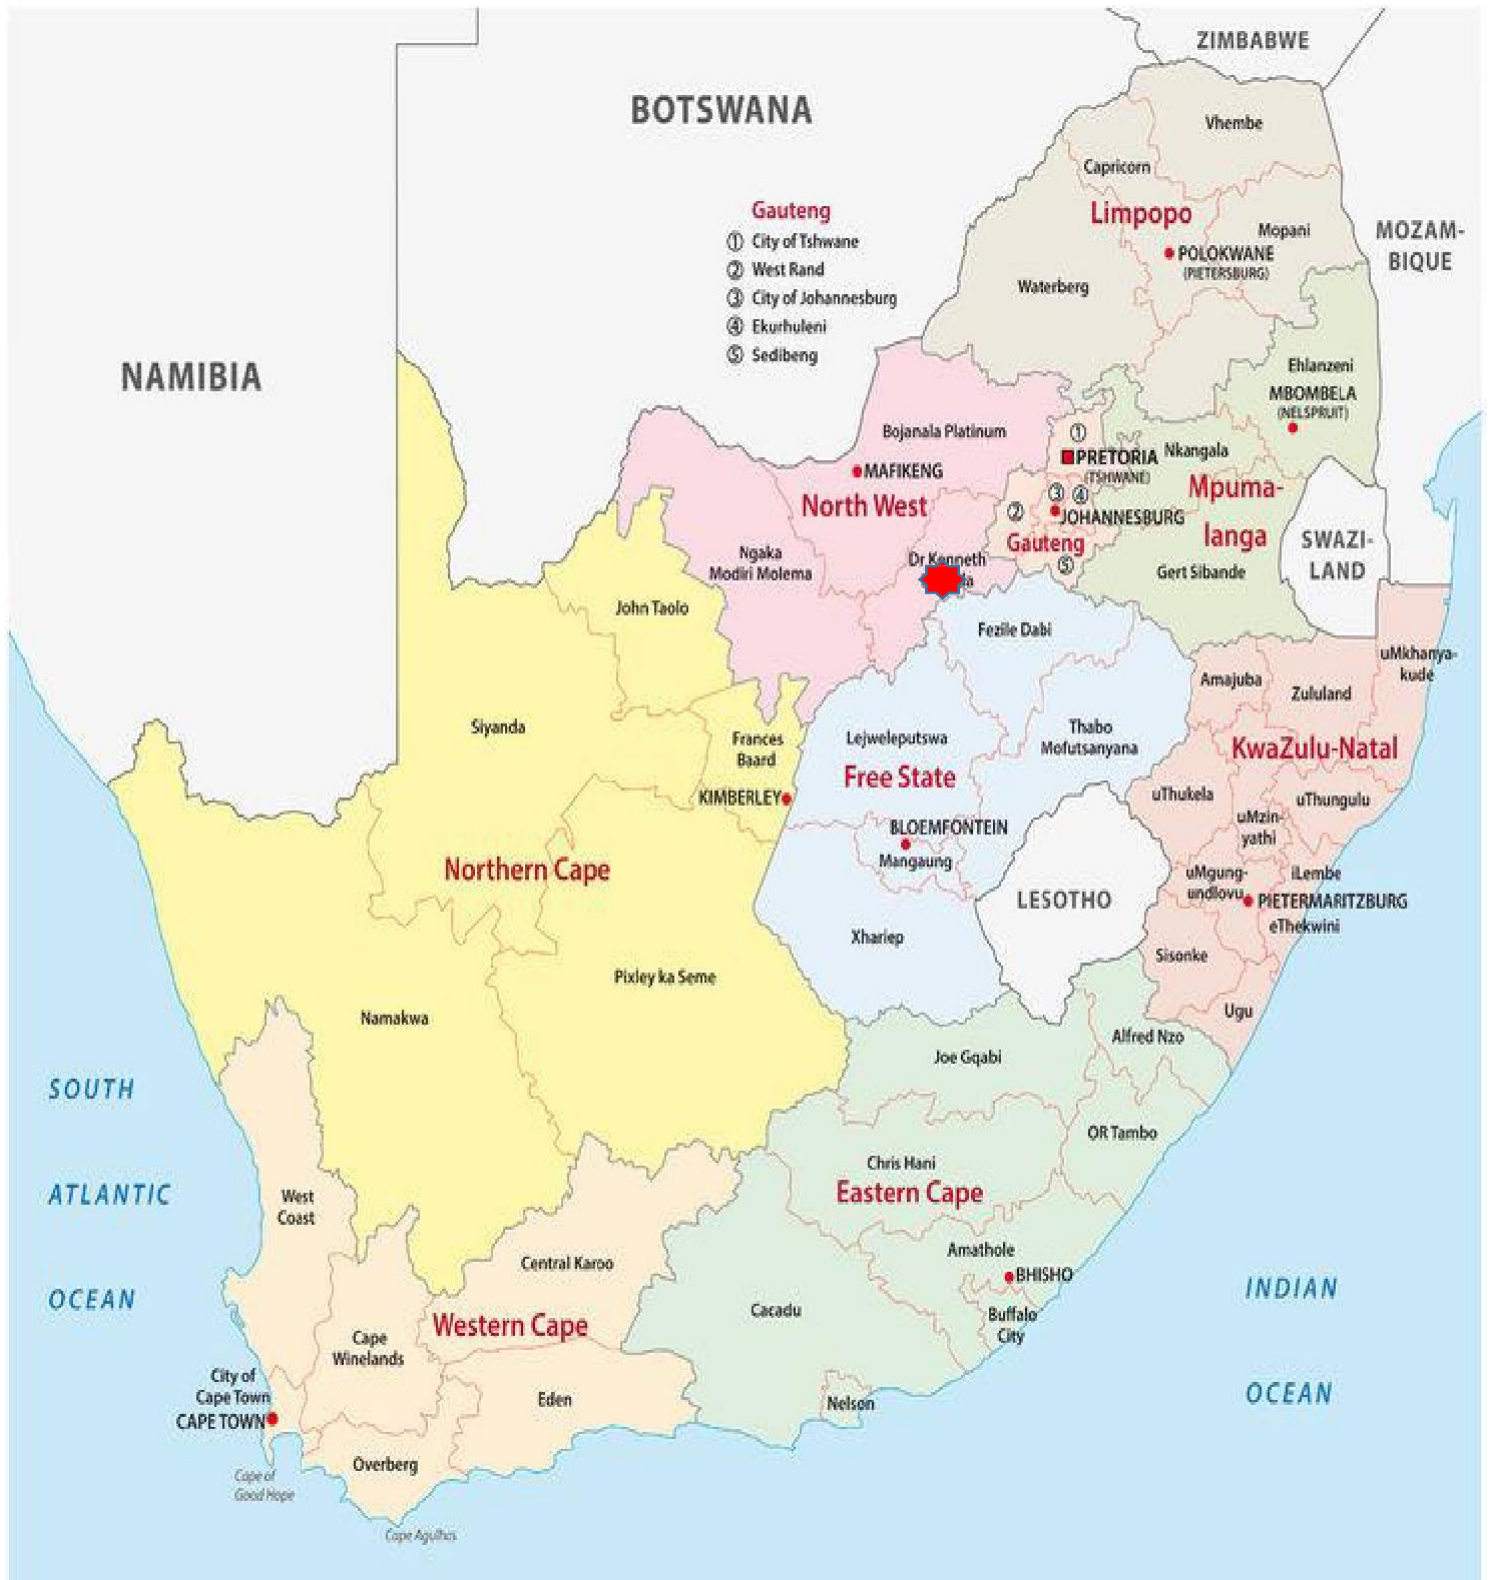 ZIMBABWE
BOTSWANA
Vhembe
Capricorn
Limpopo
Mopani
MOZAM-
BIQUE
POLOKWANE
(PIETERSBURG)
Waterberg
Gauteng
① City of Tshwane
② West Rand
③ City of Johannesburg
④ Ekurhuleni
⑤ Sedibeng
NAMIBIA
Ehlanzeni
MBOMBELA
(NELSPRUIT)
Bojanala Platinum
①
Nkangala
PRETORIA
(TSHWANE)
MAFIKENG
North West
Mpuma-
langa
③ ④
②
JOHANNESBURG
Gauteng
⑤
SWAZI-
LAND
Ngaka
Modiri Molema
Dr Kenneth
Gert Sibande
John Taolo
Fezile Dabi
uMkhanya-
kude
Amajuba
Zululand
Siyanda
Frances
Baard
Lejweleputswa
Thabo
Mofutsanyana
KwaZulu-Natal
Free State
KIMBERLEY
uThukela
uThungulu
uMzin-
yathi
BLOEMFONTEIN
Mangaung
Northern Cape
LESOTHO
uMgung-
undlovu
iLembe
PIETERMARITZBURG
eThekwini
Xhariep
Sisonke
Pixley ka Seme
Ugu
Namakwa
Alfred Nzo
Joe Gqabi
SOUTH
ATLANTIC
OCEAN
OR Tambo
Chris Hani
Eastern Cape
West
Coast
Amathole
BHISHO
Central Karoo
INDIAN
OCEAN
Cacadu
Buffalo
City
Western Cape
Cape
Winelands
City of
Cape Town
CAPE TOWN
Eden
Nelson
Overberg
Cape of
Good Hope
Cape Agulhas